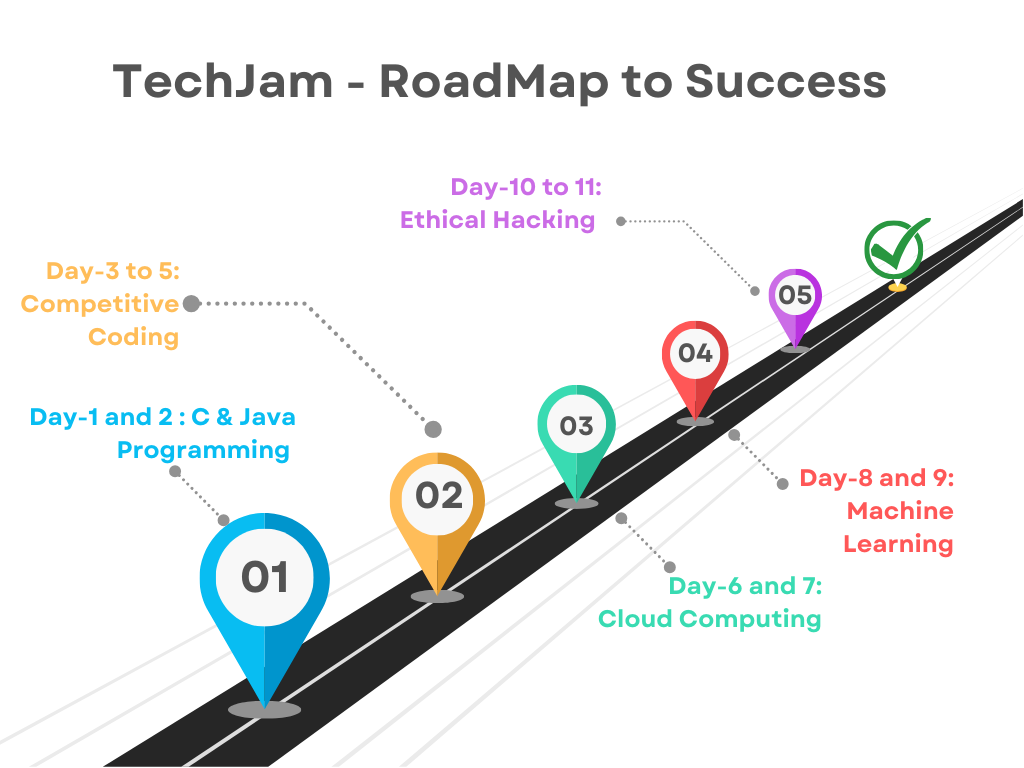 TechJam - RoadMap to Success
Day-10 to 11:
Ethical Hacking
Day-3 to 5:
Competitive
Coding
Day-1 and 2 : C & Java
Programming
05
04
03
02
01
Day-8 and 9:
Machine
Learning
Day-6 and 7:
Cloud Computing